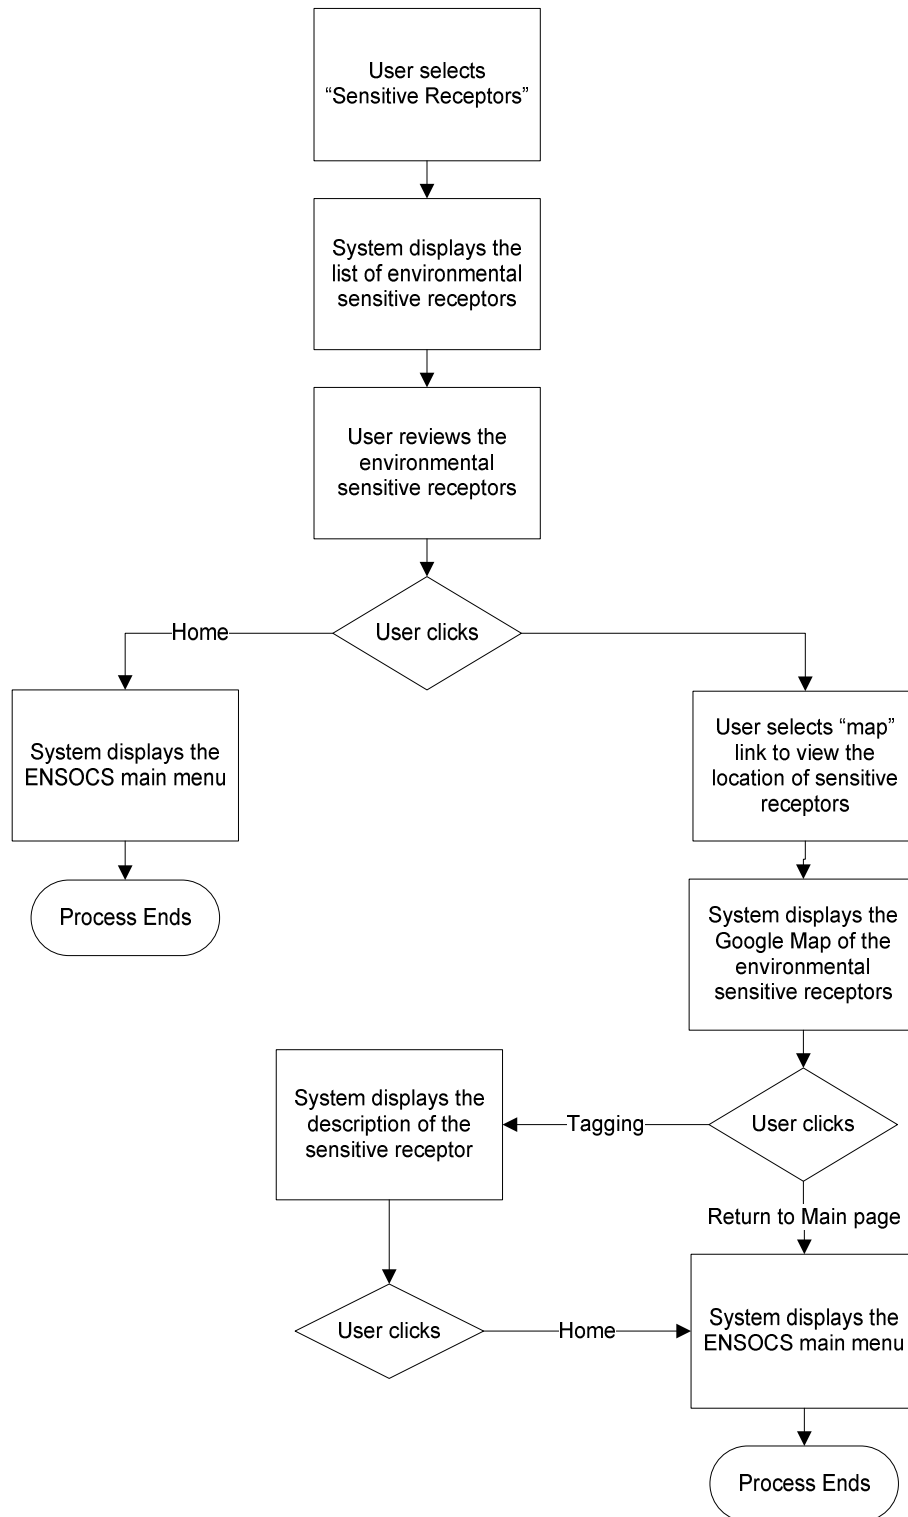 User selects
“Sensitive Receptors”
System displays the
list of environmental
sensitive receptors
User reviews the
environmental
sensitive receptors
User clicks
Home
System displays the
ENSOCS main menu
Process Ends
User selects “map”
link to view the
location of sensitive
receptors
System displays the
Google Map of the
environmental
sensitive receptors
User clicks
Tagging
System displays the
description of the
sensitive receptor
Return to Main page
User clicks
Home
System displays the
ENSOCS main menu
Process Ends